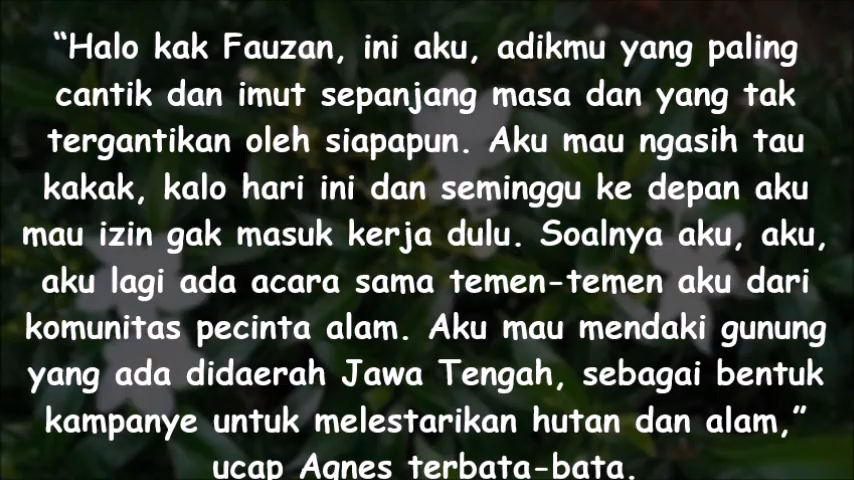 “Halo kak Fauzan, ini aku, adikmu yang paling
cantik dan imut sepanjang masa dan yang tak
tergantikan oleh siapapun. Aku mau ngasih tau
kakak, kalo hari ini dan seminggu ke depan aku
mau izin gak masuk kerja dulu. Soalnya aku, aku,
aku lagi ada acara sama temen-temen aku dari
komunitas pecinta alam. Aku mau mendaki gunung
yang ada didaerah Jawa Tengah, sebagai bentuk
kampanye untuk melestarikan hutan dan alam,”
ucap Agnes terbata-bata.